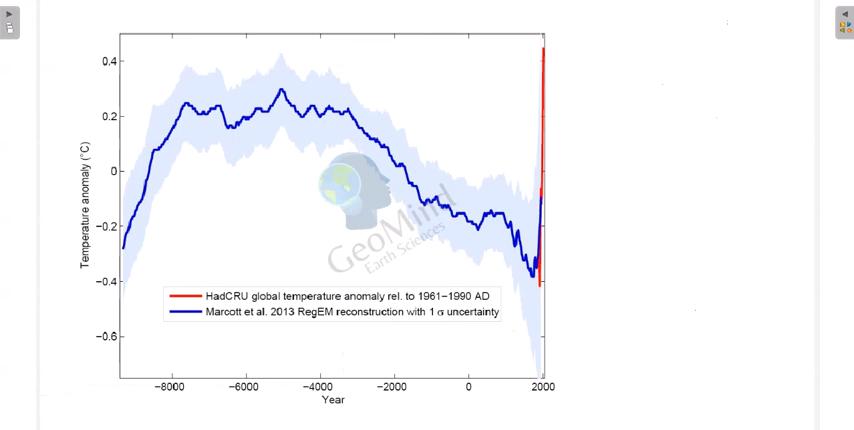 0.4
0.2
0
−0.2
−0.4
−0.6
Temperature anomaly (°C)
GeoMind
Earth Sciences
HadCRU global temperature anomaly rel. to 1961−1990 AD
Marcott et al. 2013 RegEM reconstruction with 1 σ uncertainty
−8000 −6000 −4000 −2000 0 2000
Year